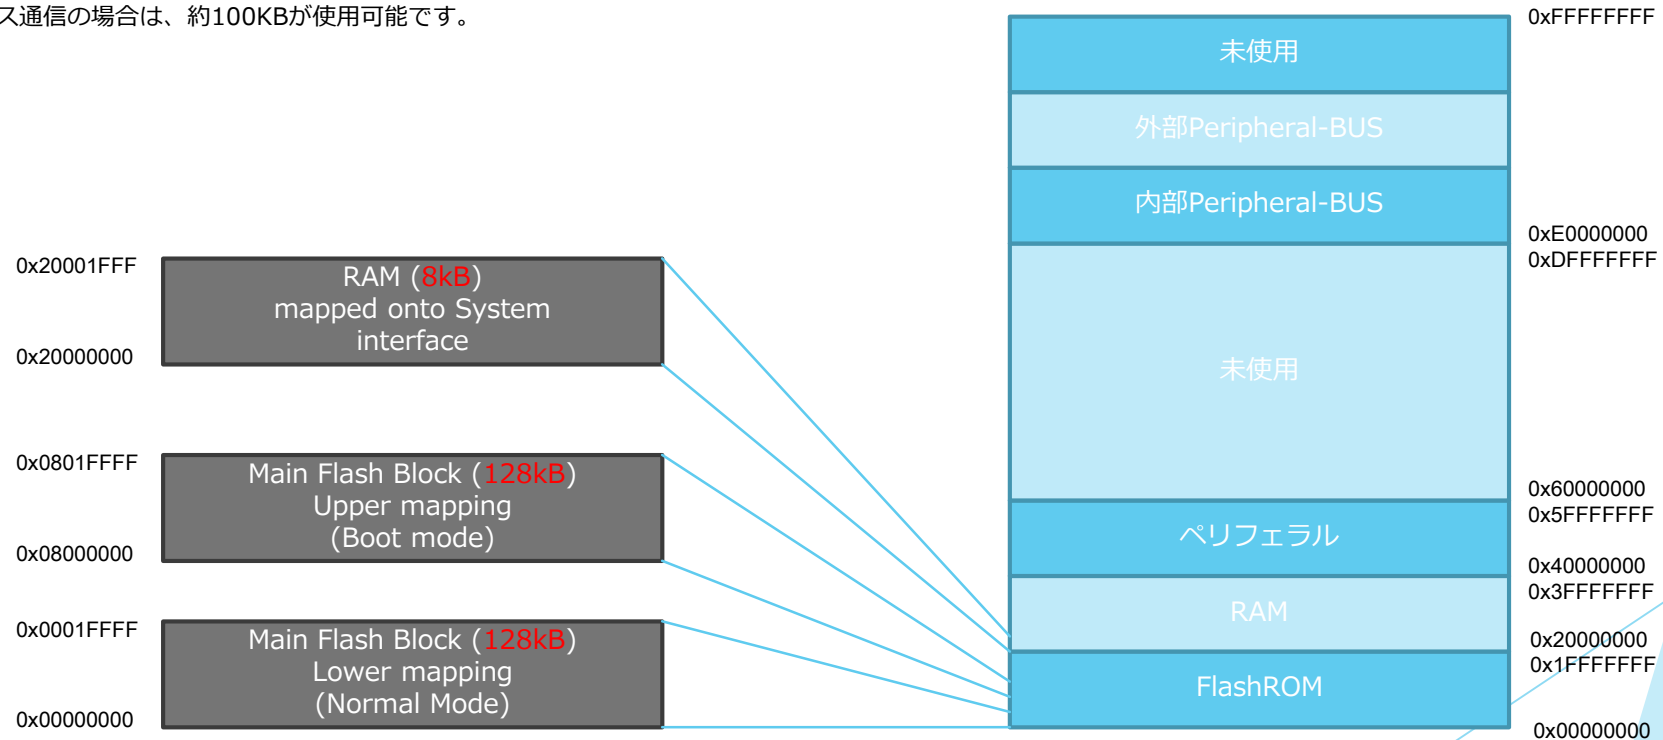 ス通信の場合は、約100KBが使用可能です。
0x20001FFF
RAM (8kB)
mapped onto System
interface
0x20000000
0x0801FFFF
Main Flash Block (128kB)
Upper mapping
(Boot mode)
0x08000000
0x0001FFFF
Main Flash Block (128kB)
Lower mapping
(Normal Mode)
0x00000000
0xFFFFFFFF
未使用
外部Peripheral-BUS
内部Peripheral-BUS
0xE0000000
0xDFFFFFFF
未使用
0x60000000
0x5FFFFFFF
ペリフェラル
0x40000000
0x3FFFFFFF
RAM
0x20000000
0x1FFFFFFF
FlashROM
0x00000000